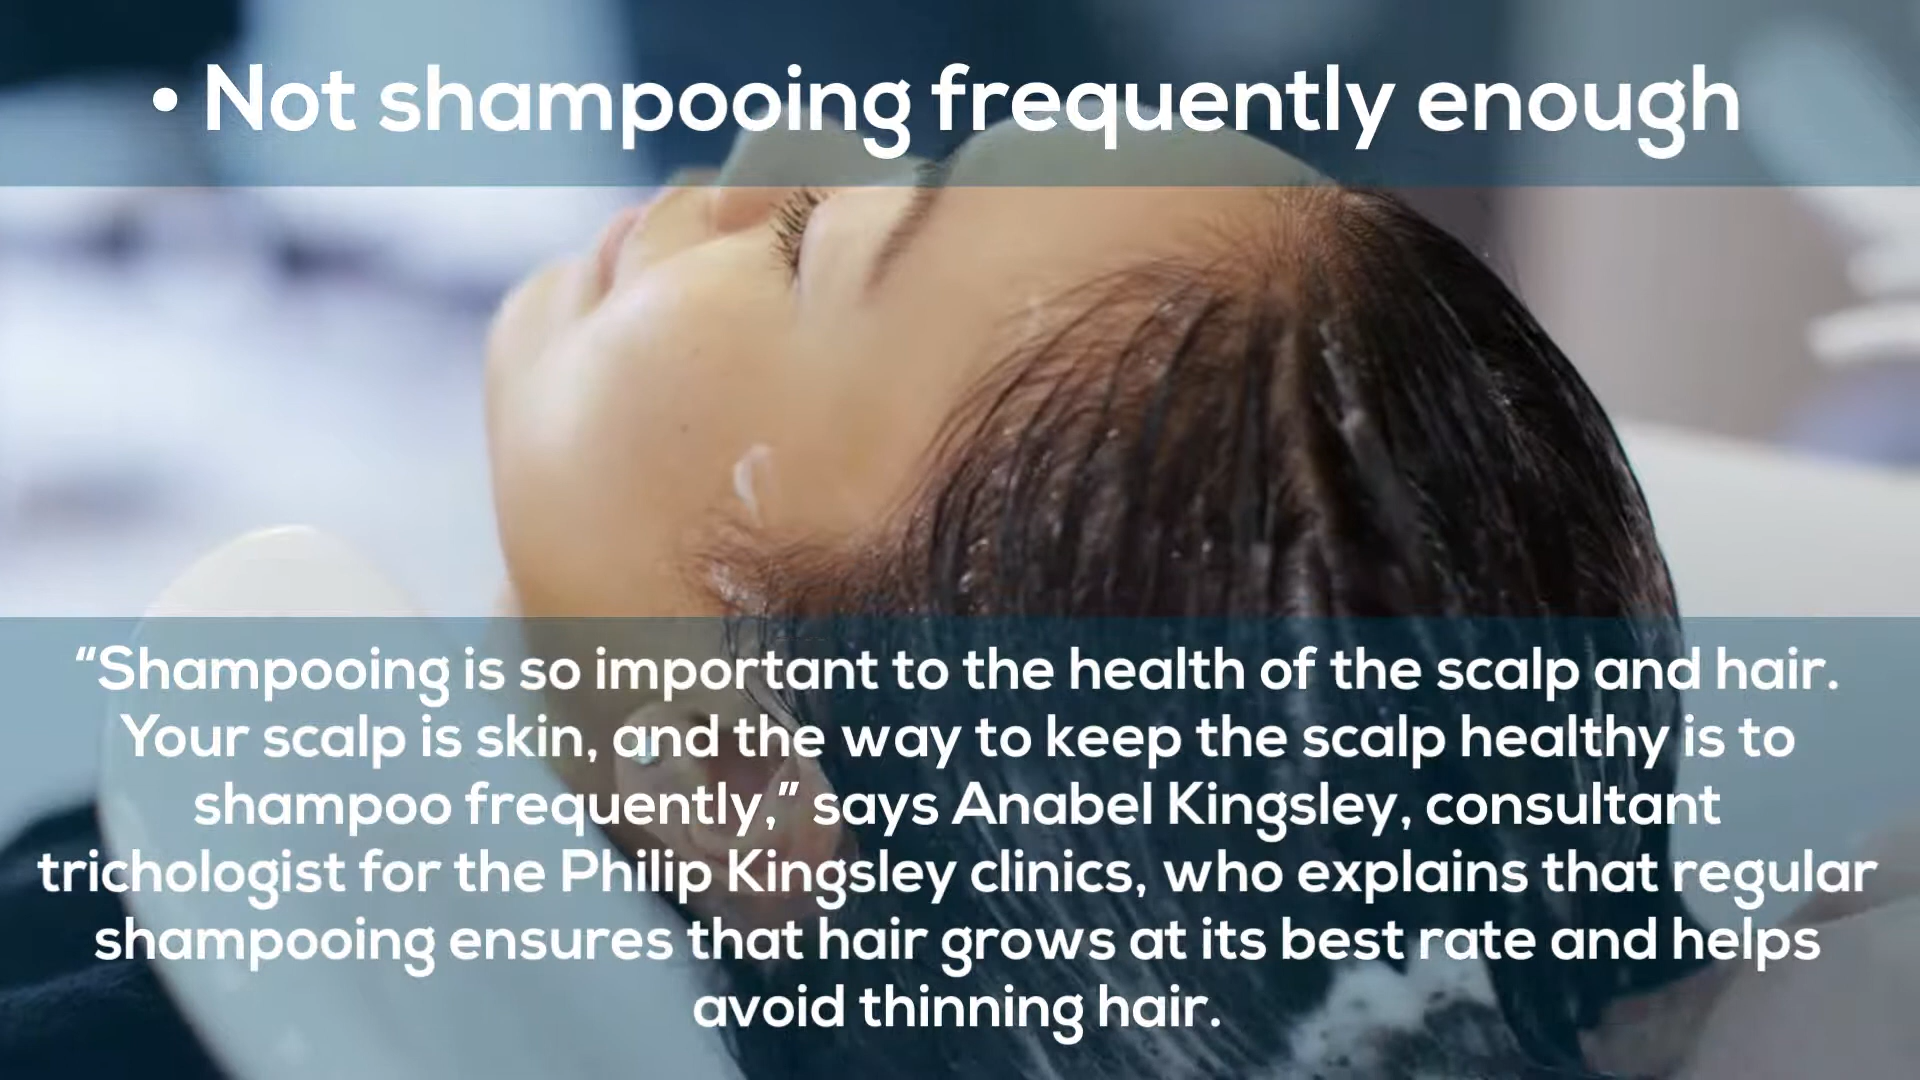 • Not shampooing frequently enough
“Shampooing is so important to the health of the scalp and hair.
Your scalp is skin, and the way to keep the scalp healthy is to
shampoo frequently,” says Anabel Kingsley, consultant
trichologist for the Philip Kingsley clinics, who explains that regular
shampooing ensures that hair grows at its best rate and helps
avoid thinning hair.